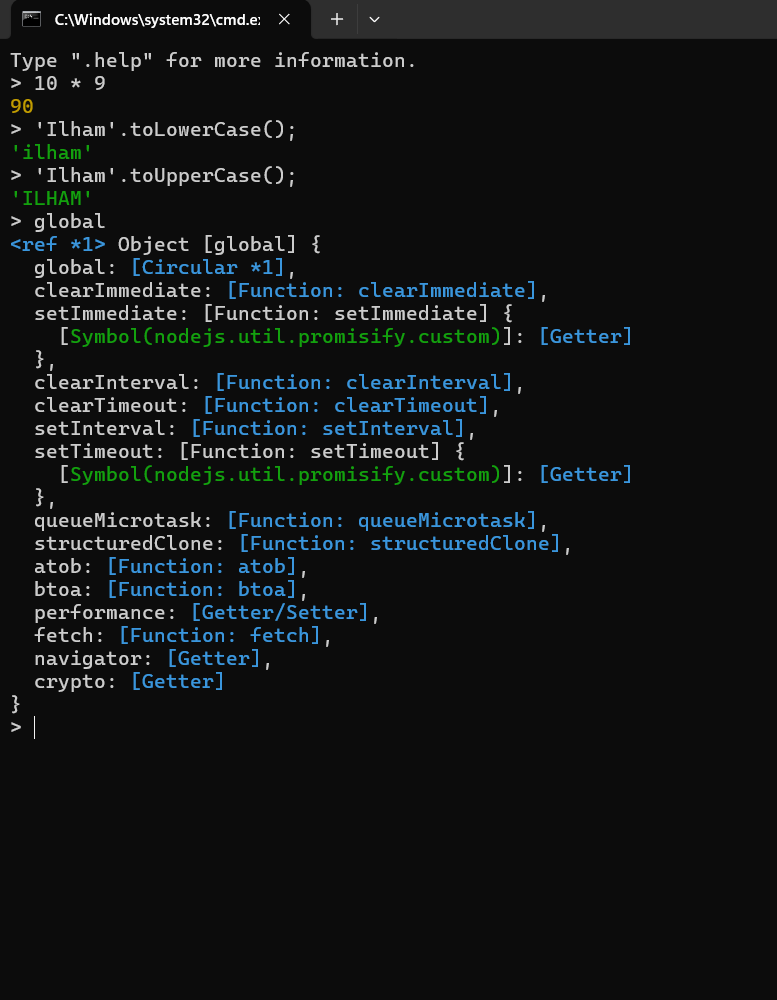 C:\Windows\system32\cmd.e
Type ".help" for more information.
> 10 * 9
90
> 'Ilham'.toLowerCase();
'ilham'
> 'Ilham'.toUpperCase();
'ILHAM'
> global
<ref *1> Object [global] {
  global: [Circular *1],
  clearImmediate: [Function: clearImmediate],
  setImmediate: [Function: setImmediate] {
    [Symbol(nodejs.util.promisify.custom)]: [Getter]
  },
  clearInterval: [Function: clearInterval],
  clearTimeout: [Function: clearTimeout],
  setInterval: [Function: setInterval],
  setTimeout: [Function: setTimeout] {
    [Symbol(nodejs.util.promisify.custom)]: [Getter]
  },
  queueMicrotask: [Function: queueMicrotask],
  structuredClone: [Function: structuredClone],
  atob: [Function: atob],
  btoa: [Function: btoa],
  performance: [Getter/Setter],
  fetch: [Function: fetch],
  navigator: [Getter],
  crypto: [Getter]
}
>